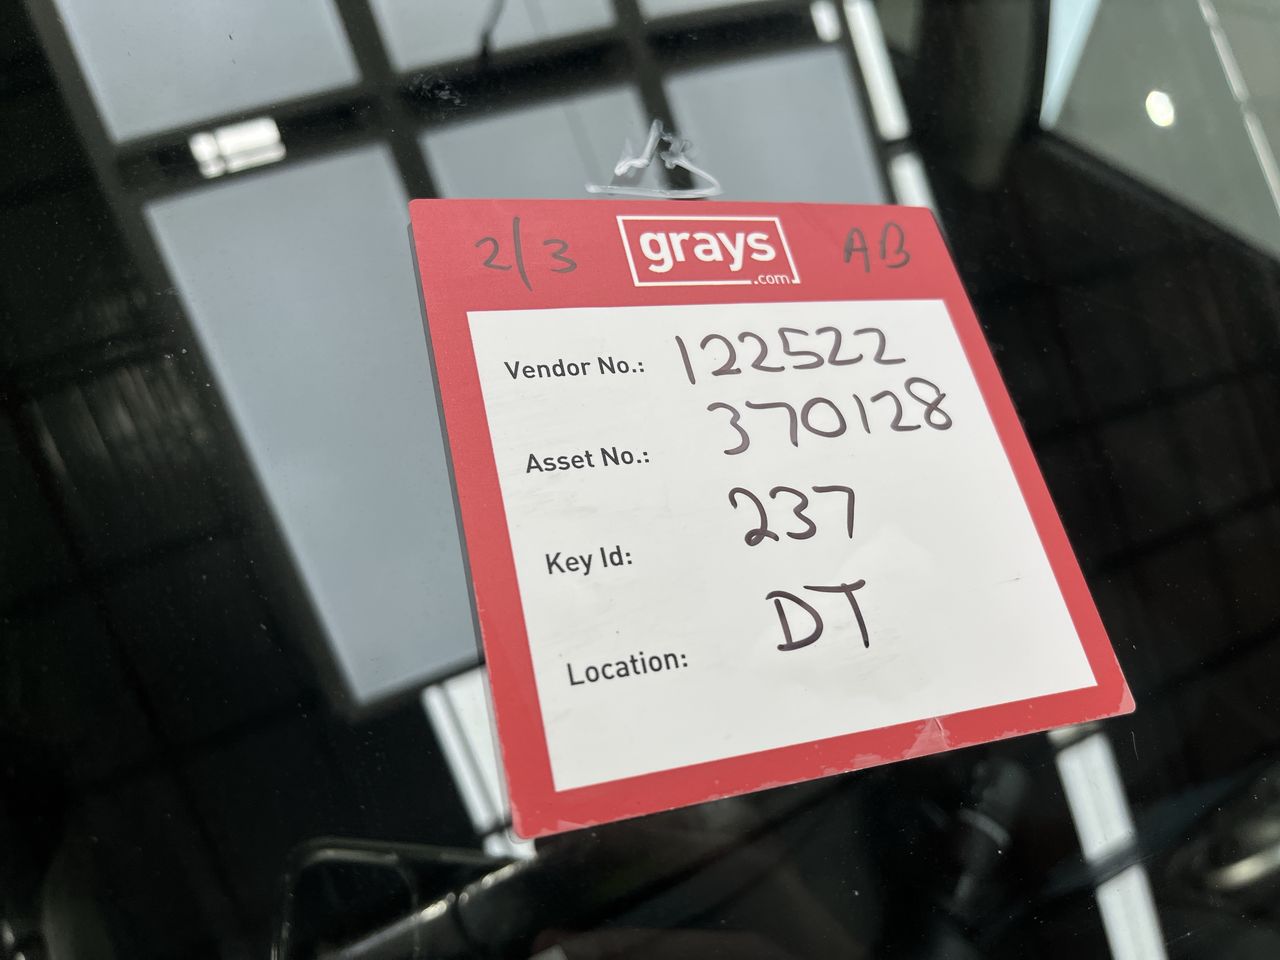 2/3 grays .com AB
Vendor No.: 122522
Asset No.: 370128
Key Id: 237
Location: DT